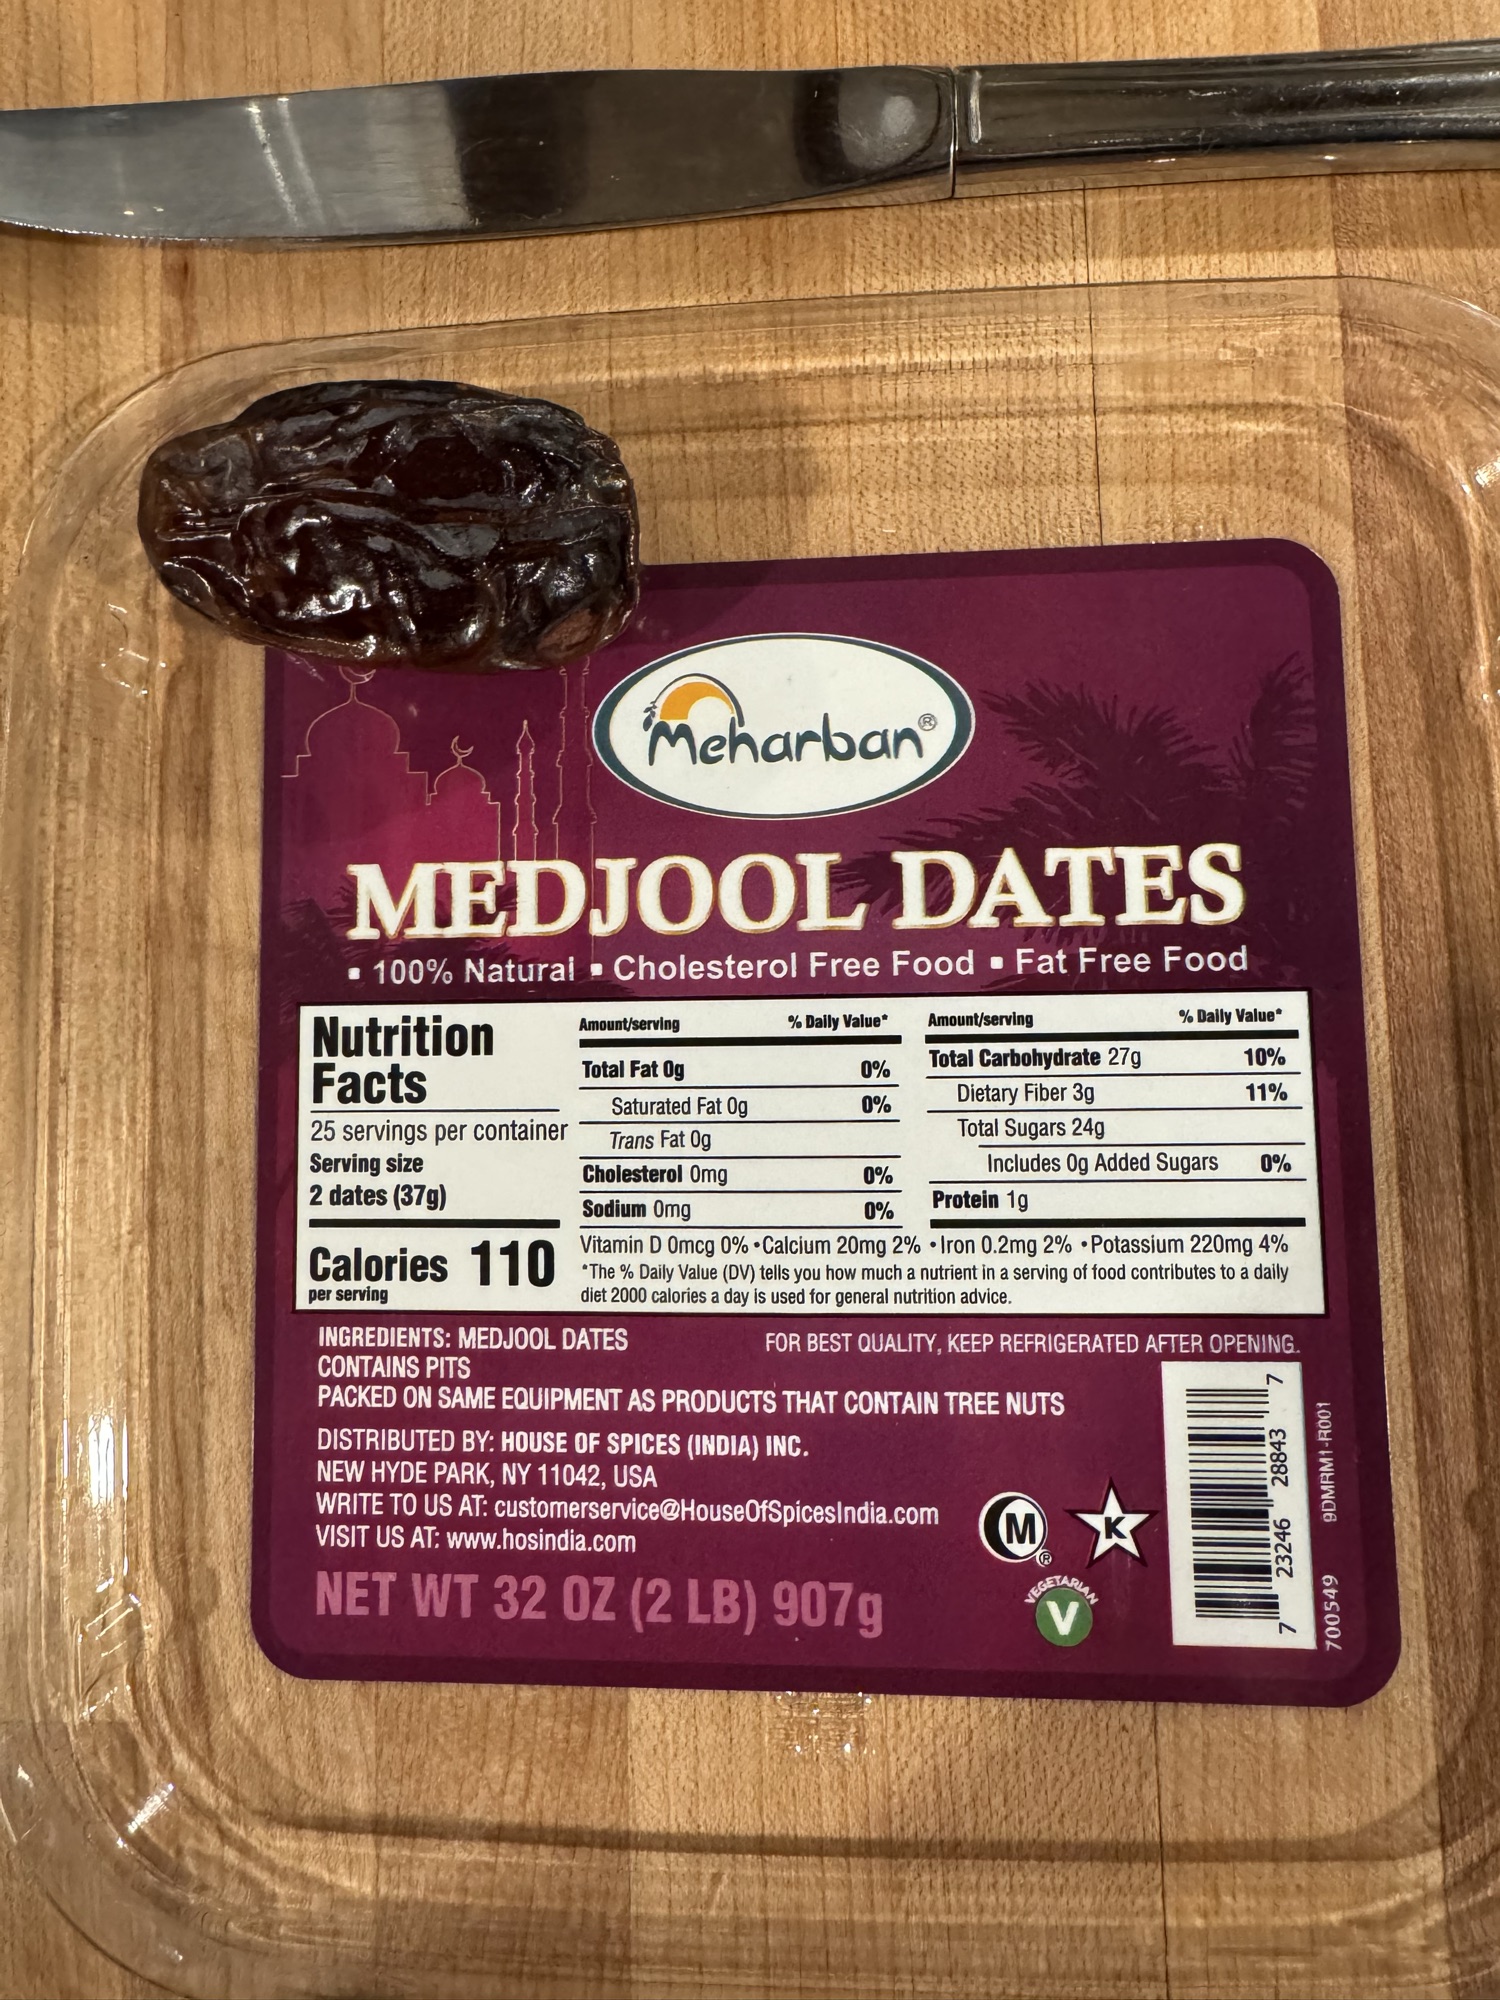 Meharban®
MEDJOOL DATES
▪ 100% Natural ▪ Cholesterol Free Food ▪ Fat Free Food
Nutrition
Facts
25 servings per container
Serving size
2 dates (37g)
Calories 110
per serving
Amount/serving % Daily Value*
Total Fat 0g 0%
Saturated Fat 0g 0%
Trans Fat 0g
Cholesterol 0mg 0%
Sodium 0mg 0%
Amount/serving % Daily Value*
Total Carbohydrate 27g 10%
Dietary Fiber 3g 11%
Total Sugars 24g
Includes 0g Added Sugars 0%
Protein 1g
Vitamin D 0mcg 0% •Calcium 20mg 2% •Iron 0.2mg 2% •Potassium 220mg 4%
*The % Daily Value (DV) tells you how much a nutrient in a serving of food contributes to a daily
diet 2000 calories a day is used for general nutrition advice.
INGREDIENTS: MEDJOOL DATES
CONTAINS PITS
FOR BEST QUALITY, KEEP REFRIGERATED AFTER OPENING.
PACKED ON SAME EQUIPMENT AS PRODUCTS THAT CONTAIN TREE NUTS
DISTRIBUTED BY: HOUSE OF SPICES (INDIA) INC.
NEW HYDE PARK, NY 11042, USA
WRITE TO US AT: customerservice@HouseOfSpicesIndia.com
VISIT US AT: www.hosindia.com
NET WT 32 OZ (2 LB) 907g
M®
K
VEGETARIAN
V
7 23246 28843 7
700549 9DMRM1-R001